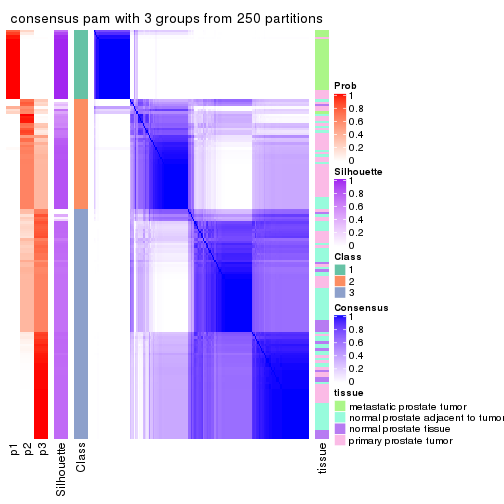 consensus pam with 3 groups from 250 partitions
Prob
1
0.8
0.6
0.4
0.2
0
Silhouette
1
0.8
0.6
0.4
0.2
0
Class
1
2
3
Consensus
1
0.8
0.6
0.4
0.2
0
tissue
metastatic prostate tumor
normal prostate adjacent to tumor
normal prostate tissue
primary prostate tumor
p1
p2
p3
Silhouette
Class
tissue